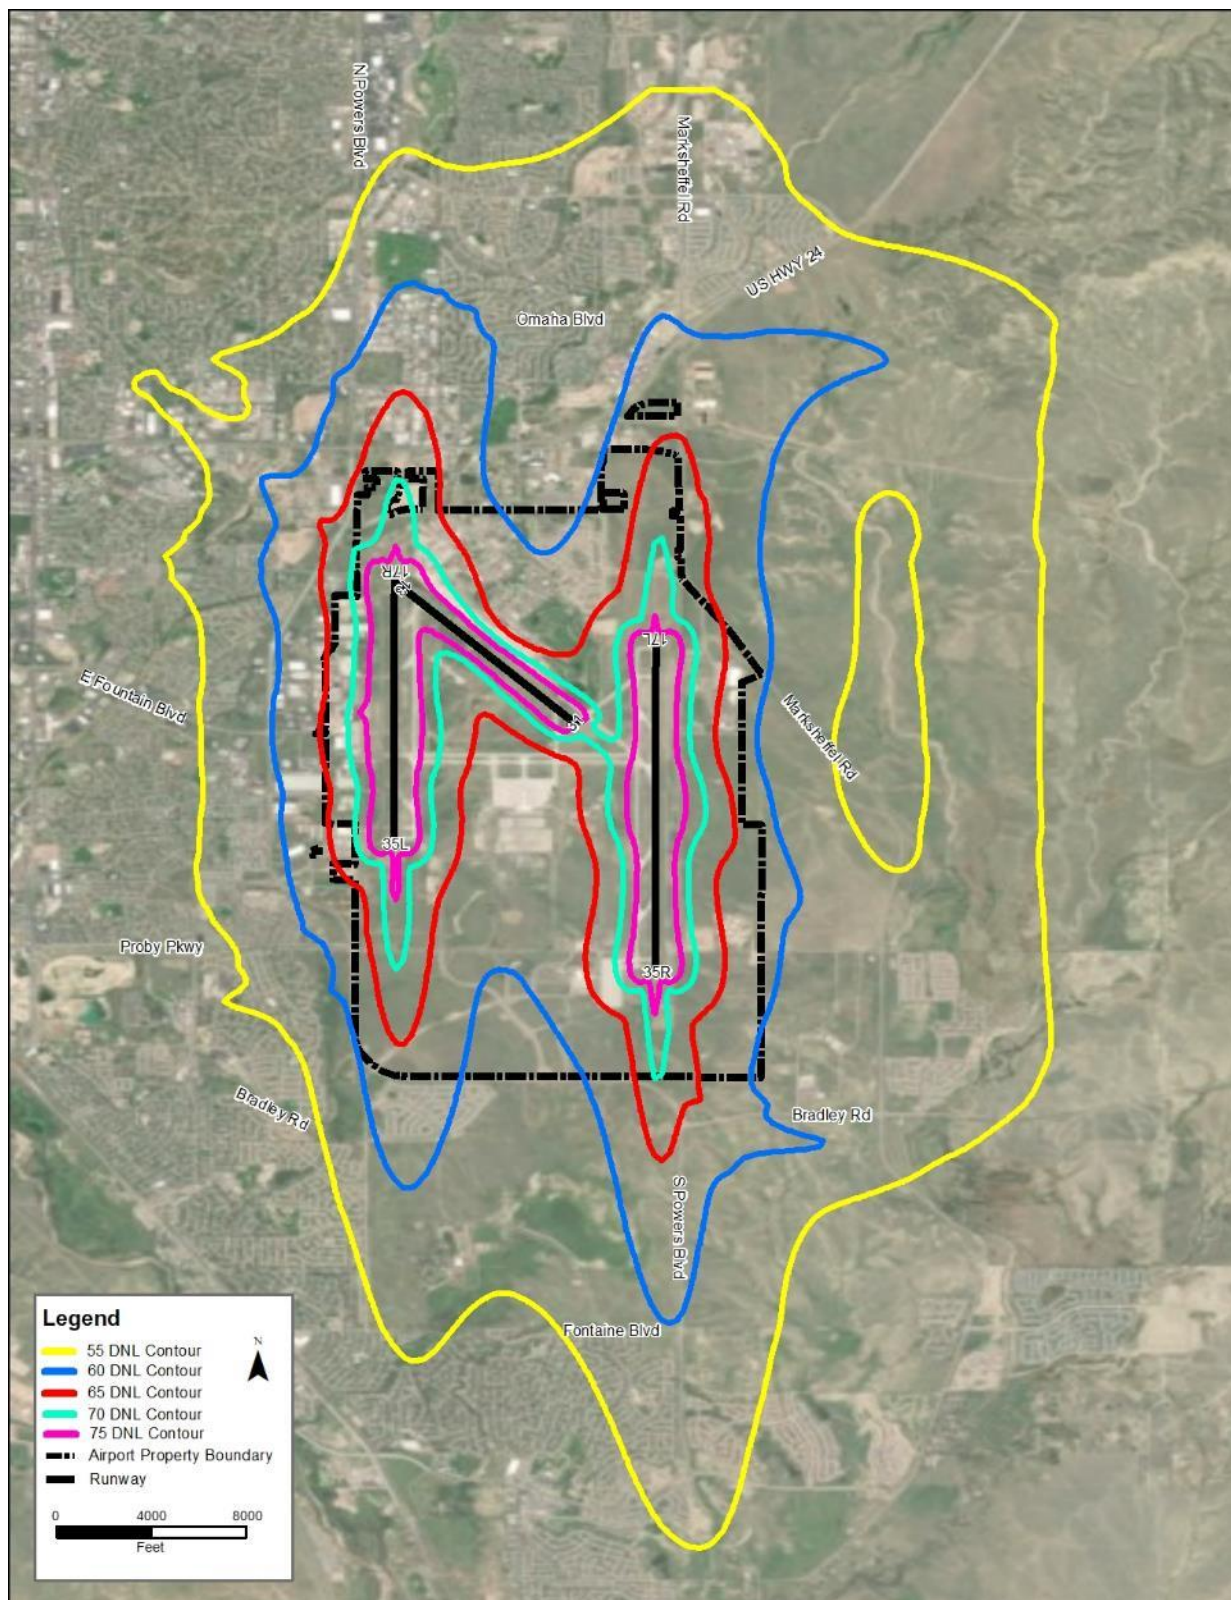 N Powers Blvd
Marksheffel Rd
US HWY 24
Omaha Blvd
17R
13
17L
31
E Fountain Blvd
Marksheffel Rd
35L
Proby Pkwy
35R
Bradley Rd
Bradley Rd
S Powers Blvd
Fontaine Blvd
Legend
N
55 DNL Contour
60 DNL Contour
65 DNL Contour
70 DNL Contour
75 DNL Contour
Airport Property Boundary
Runway
0 4000 8000
Feet